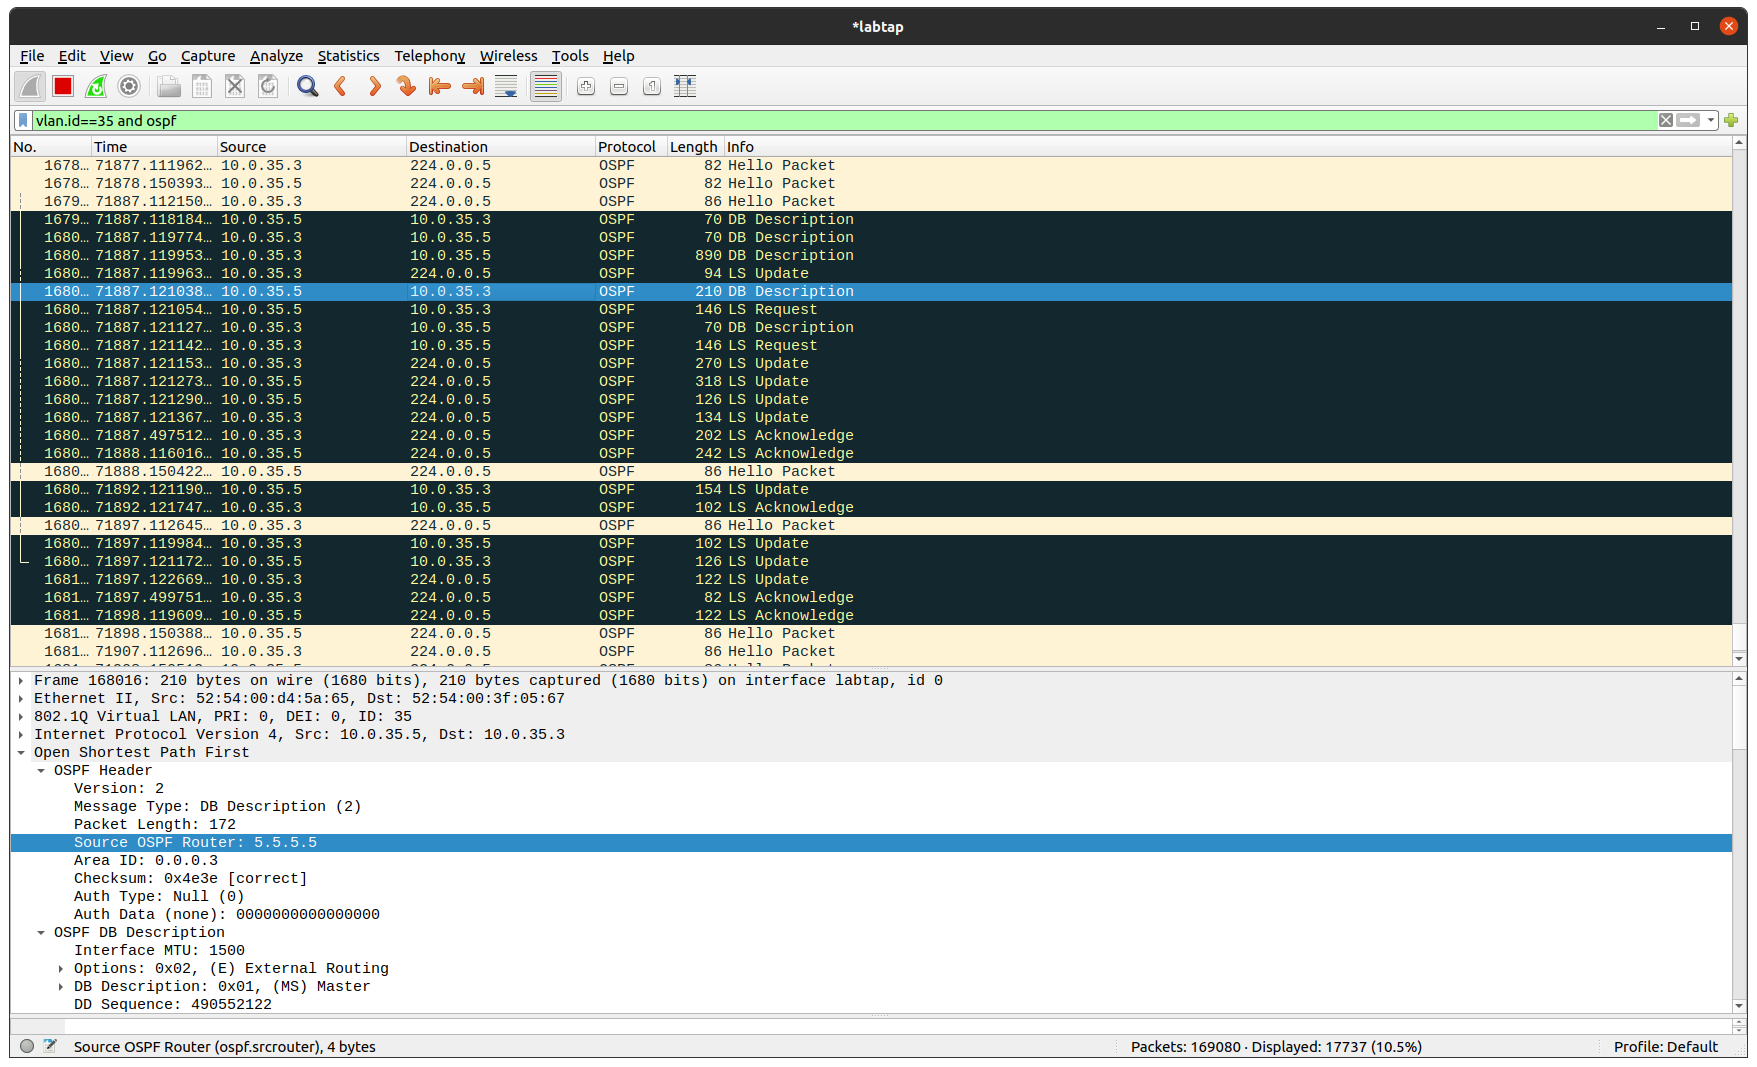 *labtap
File Edit View Go Capture Analyze Statistics Telephony Wireless Tools Help
vlan.id==35 and ospf
No. Time Source Destination Protocol Length Info
1678… 71877.111962… 10.0.35.3 224.0.0.5 OSPF 82 Hello Packet
1678… 71878.150393… 10.0.35.5 224.0.0.5 OSPF 82 Hello Packet
1679… 71887.112150… 10.0.35.3 224.0.0.5 OSPF 86 Hello Packet
1679… 71887.118184… 10.0.35.5 10.0.35.3 OSPF 70 DB Description
1680… 71887.119774… 10.0.35.3 10.0.35.5 OSPF 70 DB Description
1680… 71887.119953… 10.0.35.3 10.0.35.5 OSPF 890 DB Description
1680… 71887.119963… 10.0.35.3 224.0.0.5 OSPF 94 LS Update
1680… 71887.121038… 10.0.35.5 10.0.35.3 OSPF 210 DB Description
1680… 71887.121054… 10.0.35.5 10.0.35.3 OSPF 146 LS Request
1680… 71887.121127… 10.0.35.3 10.0.35.5 OSPF 70 DB Description
1680… 71887.121142… 10.0.35.3 10.0.35.5 OSPF 146 LS Request
1680… 71887.121153… 10.0.35.3 224.0.0.5 OSPF 270 LS Update
1680… 71887.121273… 10.0.35.5 224.0.0.5 OSPF 318 LS Update
1680… 71887.121290… 10.0.35.5 224.0.0.5 OSPF 126 LS Update
1680… 71887.121367… 10.0.35.3 224.0.0.5 OSPF 134 LS Update
1680… 71887.497512… 10.0.35.3 224.0.0.5 OSPF 202 LS Acknowledge
1680… 71888.116016… 10.0.35.5 224.0.0.5 OSPF 242 LS Acknowledge
1680… 71888.150422… 10.0.35.5 224.0.0.5 OSPF 86 Hello Packet
1680… 71892.121190… 10.0.35.5 10.0.35.3 OSPF 154 LS Update
1680… 71892.121747… 10.0.35.3 10.0.35.5 OSPF 102 LS Acknowledge
1680… 71897.112645… 10.0.35.3 224.0.0.5 OSPF 86 Hello Packet
1680… 71897.119984… 10.0.35.3 10.0.35.5 OSPF 102 LS Update
1680… 71897.121172… 10.0.35.5 10.0.35.3 OSPF 126 LS Update
1681… 71897.122669… 10.0.35.3 224.0.0.5 OSPF 122 LS Update
1681… 71897.499751… 10.0.35.3 224.0.0.5 OSPF 82 LS Acknowledge
1681… 71898.119609… 10.0.35.5 224.0.0.5 OSPF 122 LS Acknowledge
1681… 71898.150388… 10.0.35.5 224.0.0.5 OSPF 86 Hello Packet
1681… 71907.112696… 10.0.35.3 224.0.0.5 OSPF 86 Hello Packet
Frame 168016: 210 bytes on wire (1680 bits), 210 bytes captured (1680 bits) on interface labtap, id 0
Ethernet II, Src: 52:54:00:d4:5a:65, Dst: 52:54:00:3f:05:67
802.1Q Virtual LAN, PRI: 0, DEI: 0, ID: 35
Internet Protocol Version 4, Src: 10.0.35.5, Dst: 10.0.35.3
Open Shortest Path First
OSPF Header
Version: 2
Message Type: DB Description (2)
Packet Length: 172
Source OSPF Router: 5.5.5.5
Area ID: 0.0.0.3
Checksum: 0x4e3e [correct]
Auth Type: Null (0)
Auth Data (none): 0000000000000000
OSPF DB Description
Interface MTU: 1500
Options: 0x02, (E) External Routing
DB Description: 0x01, (MS) Master
DD Sequence: 490552122
Source OSPF Router (ospf.srcrouter), 4 bytes
Packets: 169080 · Displayed: 17737 (10.5%)
Profile: Default